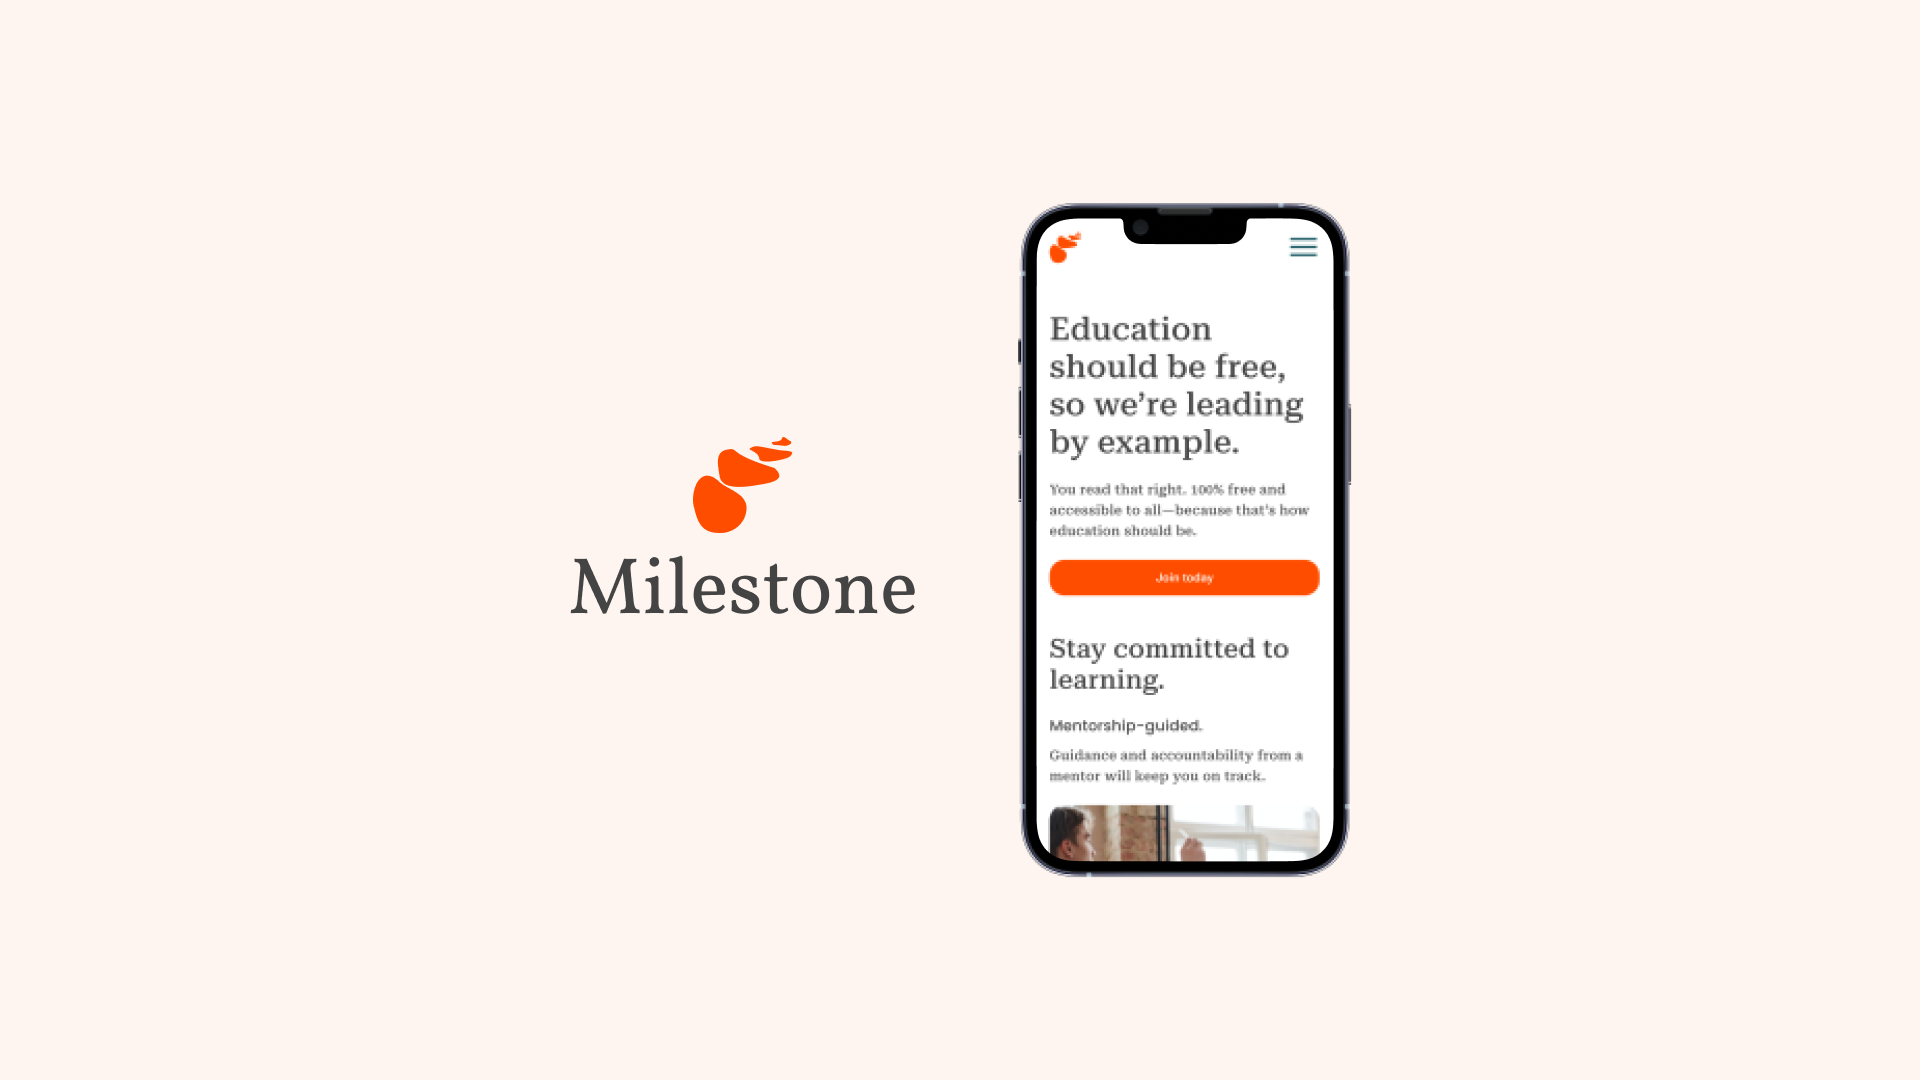 Milestone
Education
should be free,
so we’re leading
by example.
You read that right. 100% free and
accessible to all—because that's how
education should be.
Join today
Stay committed to
learning.
Mentorship-guided.
Guidance and accountability from a
mentor will keep you on track.